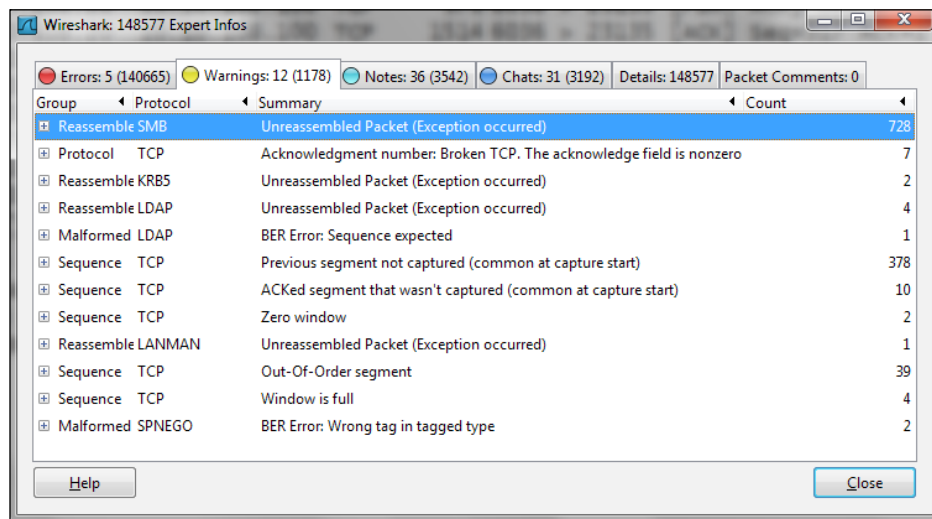 Wireshark: 148577 Expert Infos
Errors: 5 (140665) Warnings: 12 (1178) Notes: 36 (3542) Chats: 31 (3192) Details: 148577 Packet Comments: 0
Group Protocol Summary Count
Reassemble SMB Unreassembled Packet (Exception occurred) 728
Protocol TCP Acknowledgment number: Broken TCP. The acknowledge field is nonzero 7
Reassemble KRB5 Unreassembled Packet (Exception occurred) 2
Reassemble LDAP Unreassembled Packet (Exception occurred) 4
Malformed LDAP BER Error: Sequence expected 1
Sequence TCP Previous segment not captured (common at capture start) 378
Sequence TCP ACKed segment that wasn't captured (common at capture start) 10
Sequence TCP Zero window 2
Reassemble LANMAN Unreassembled Packet (Exception occurred) 1
Sequence TCP Out-Of-Order segment 39
Sequence TCP Window is full 4
Malformed SPNEGO BER Error: Wrong tag in tagged type 2
Help Close